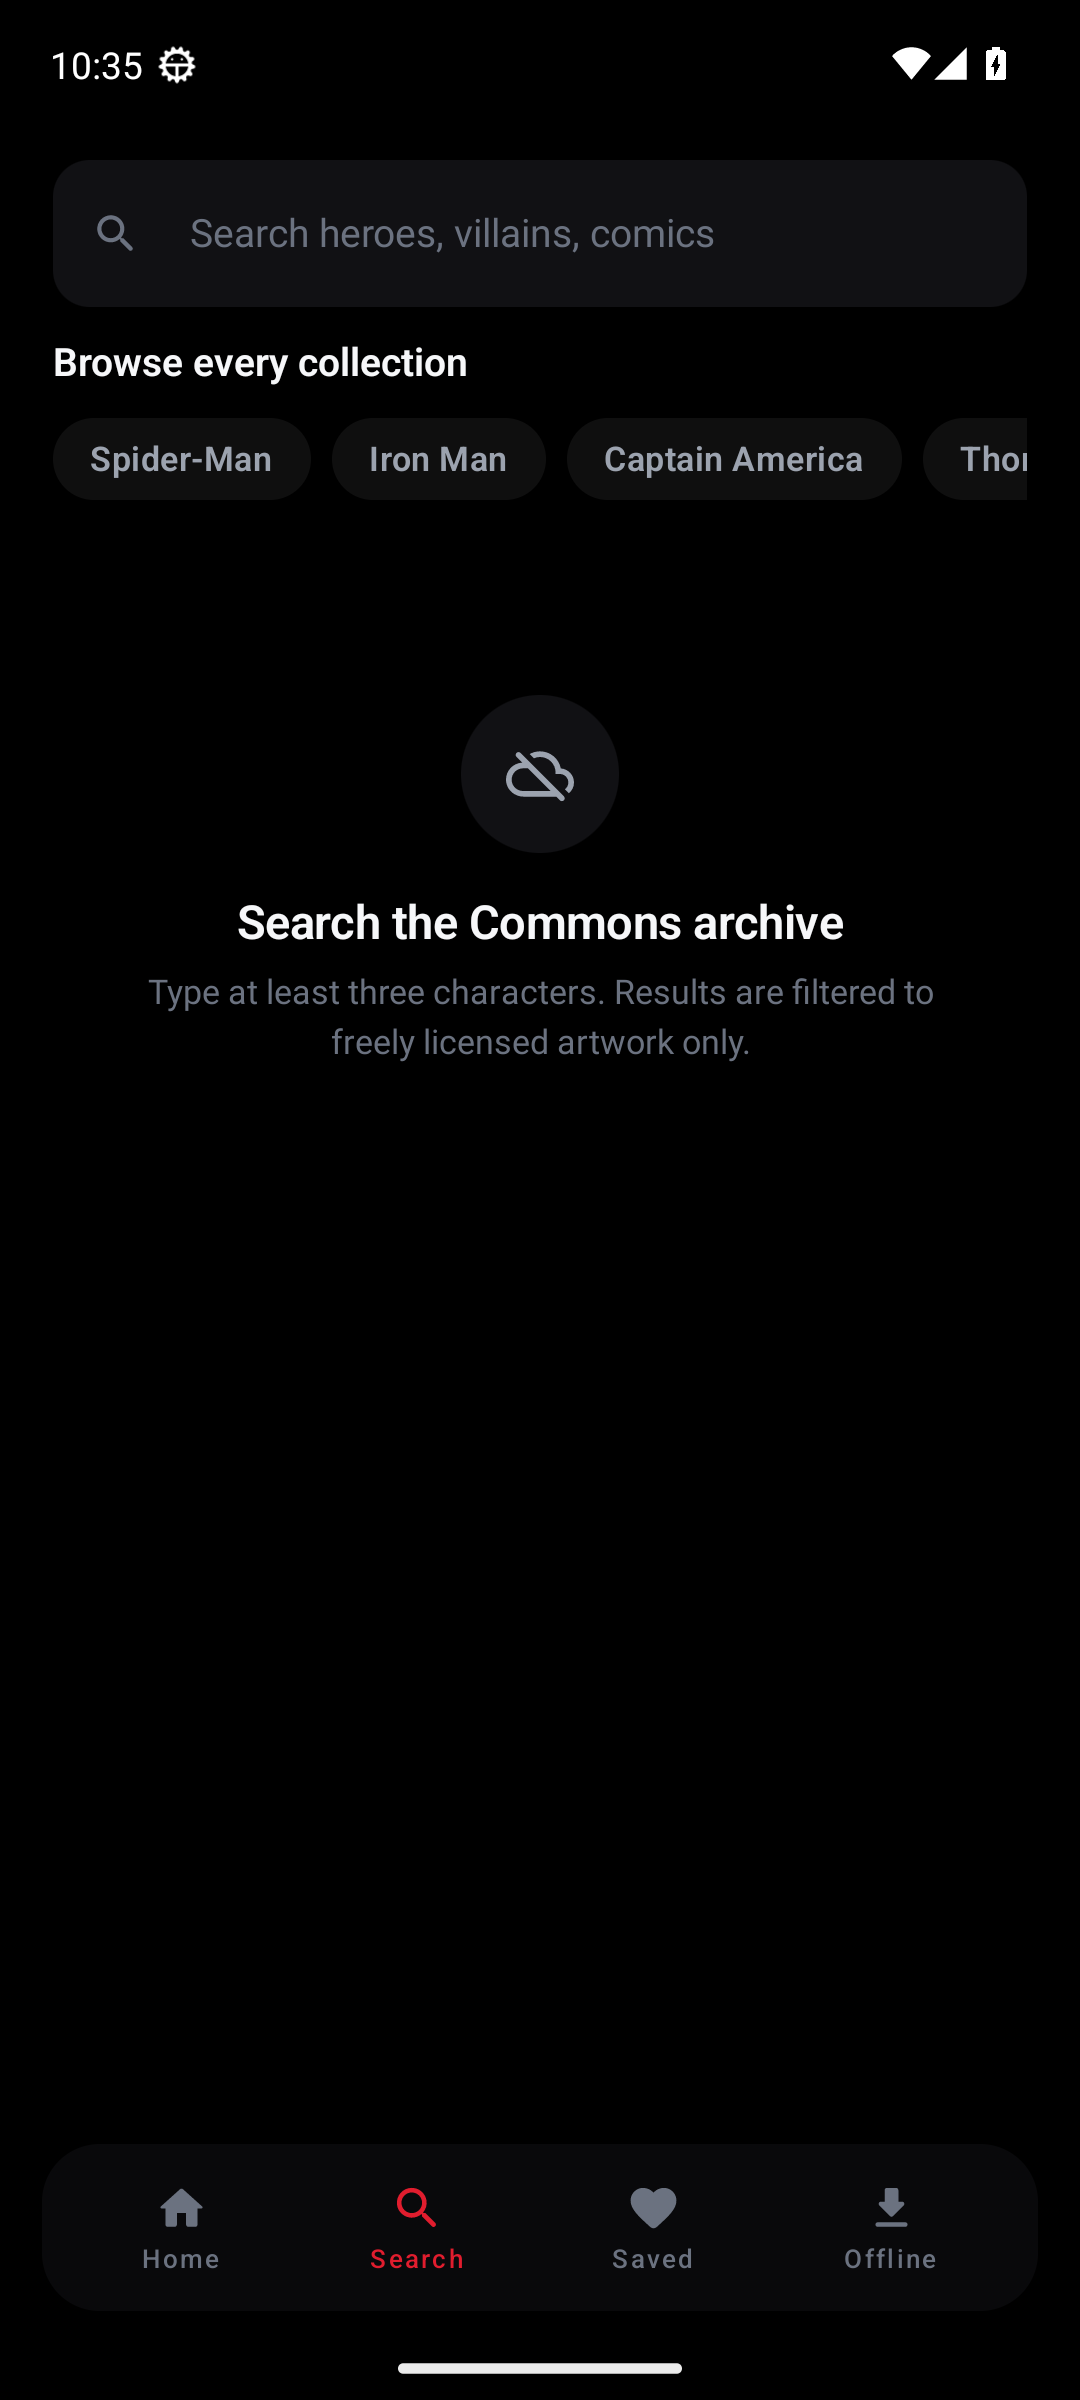 10:35
Search heroes, villains, comics
Browse every collection
Spider-Man
Iron Man
Captain America
Thor
Search the Commons archive
Type at least three characters. Results are filtered to
freely licensed artwork only.
Home
Search
Saved
Offline